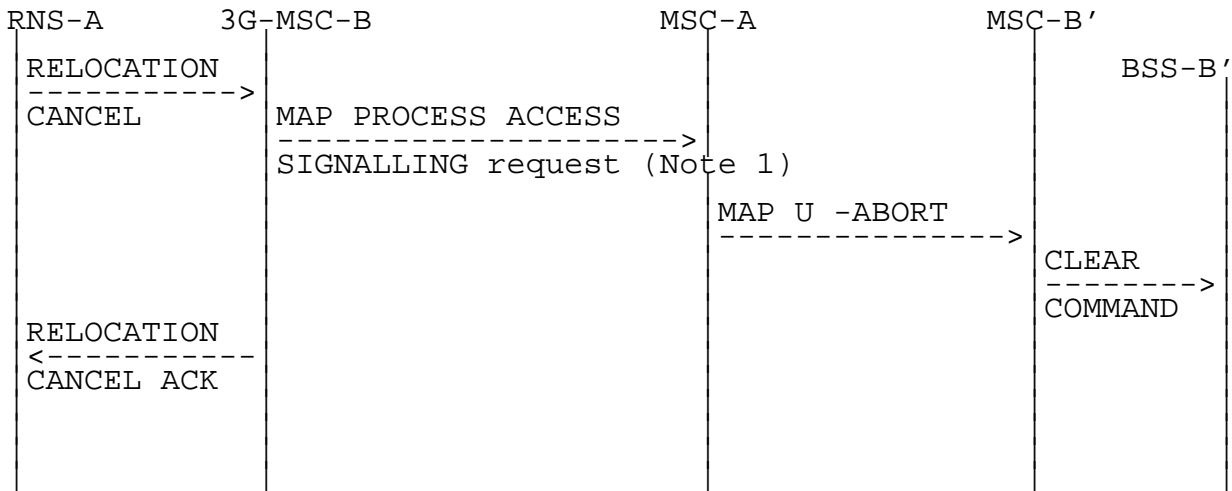 RNS-A 3G-MSC-B MSC-A MSC-B'
RELOCATION BSS-B'
CANCEL MAP PROCESS ACCESS
SIGNALLING request (Note 1)
MAP U -ABORT
CLEAR
COMMAND
RELOCATION
CANCEL ACK